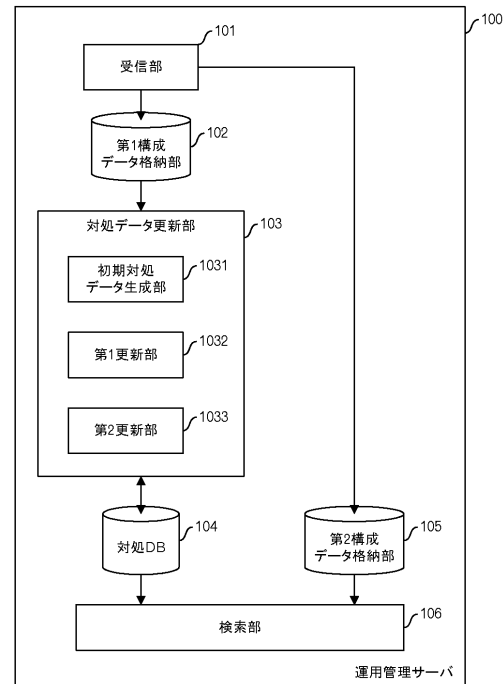 100
101
受信部
102
第1構成
データ格納部
103
対処データ更新部
1031
初期対処
データ生成部
1032
第1更新部
1033
第2更新部
104
対処DB
105
第2構成
データ格納部
106
検索部
運用管理サーバ